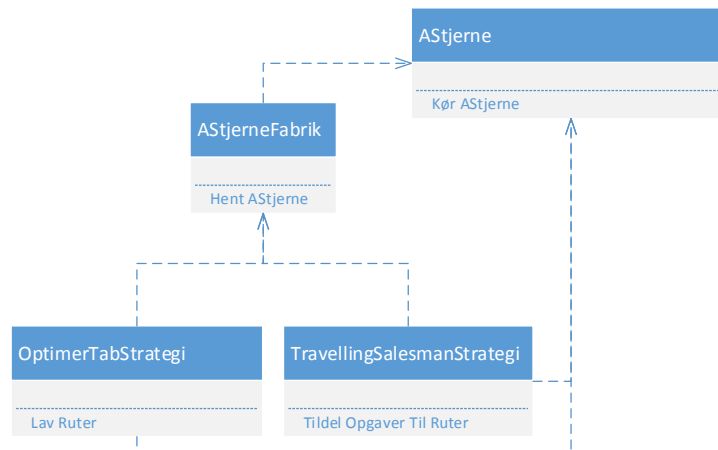 AStjerne
Kør AStjerne
AStjerneFabrik
Hent AStjerne
OptimerTabStrategi
Lav Ruter
TravellingSalesmanStrategi
Tildel Opgaver Til Ruter